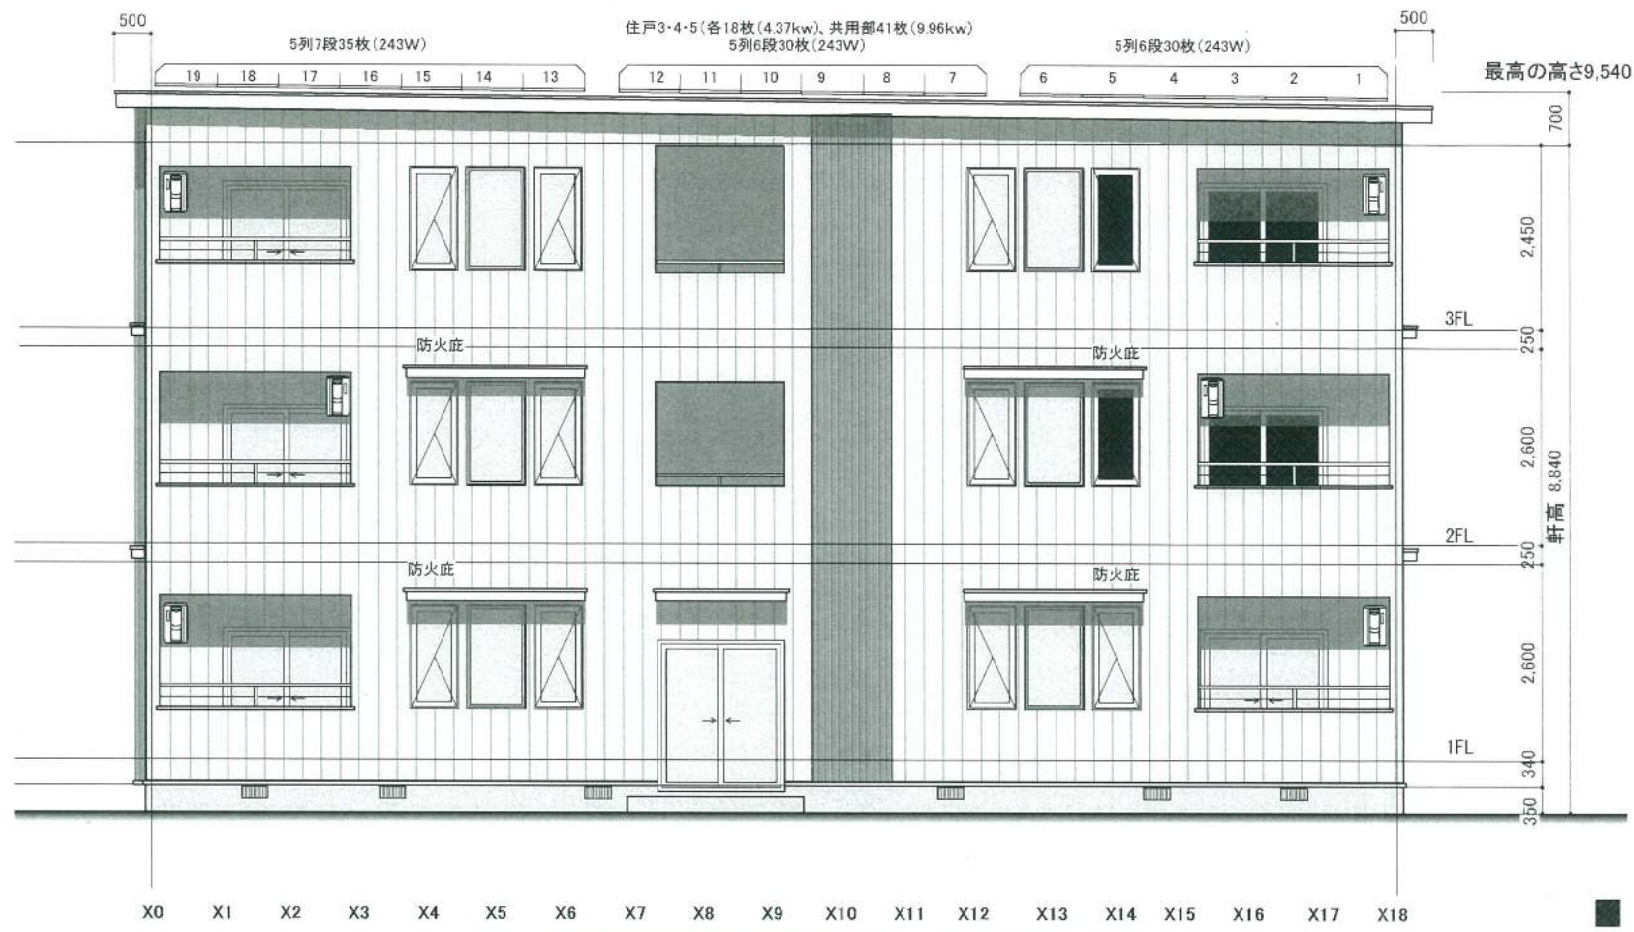 500
住戸3・4・5(各18枚(4.37kw)、共用部41枚(9.96kw)
500
5列7段35枚(243W)
5列6段30枚(243W)
5列6段30枚(243W)
最高の高さ9,540
19 18 17 16 15 14 13 12 11 10 9 8 7 6 5 4 3 2 1
700
2,450
3FL
250
防火庇
防火庇
2,600
軒高 8.840
2FL
250
防火庇
防火庇
2,600
1FL
340
350
X0 X1 X2 X3 X4 X5 X6 X7 X8 X9 X10 X11 X12 X13 X14 X15 X16 X17 X18